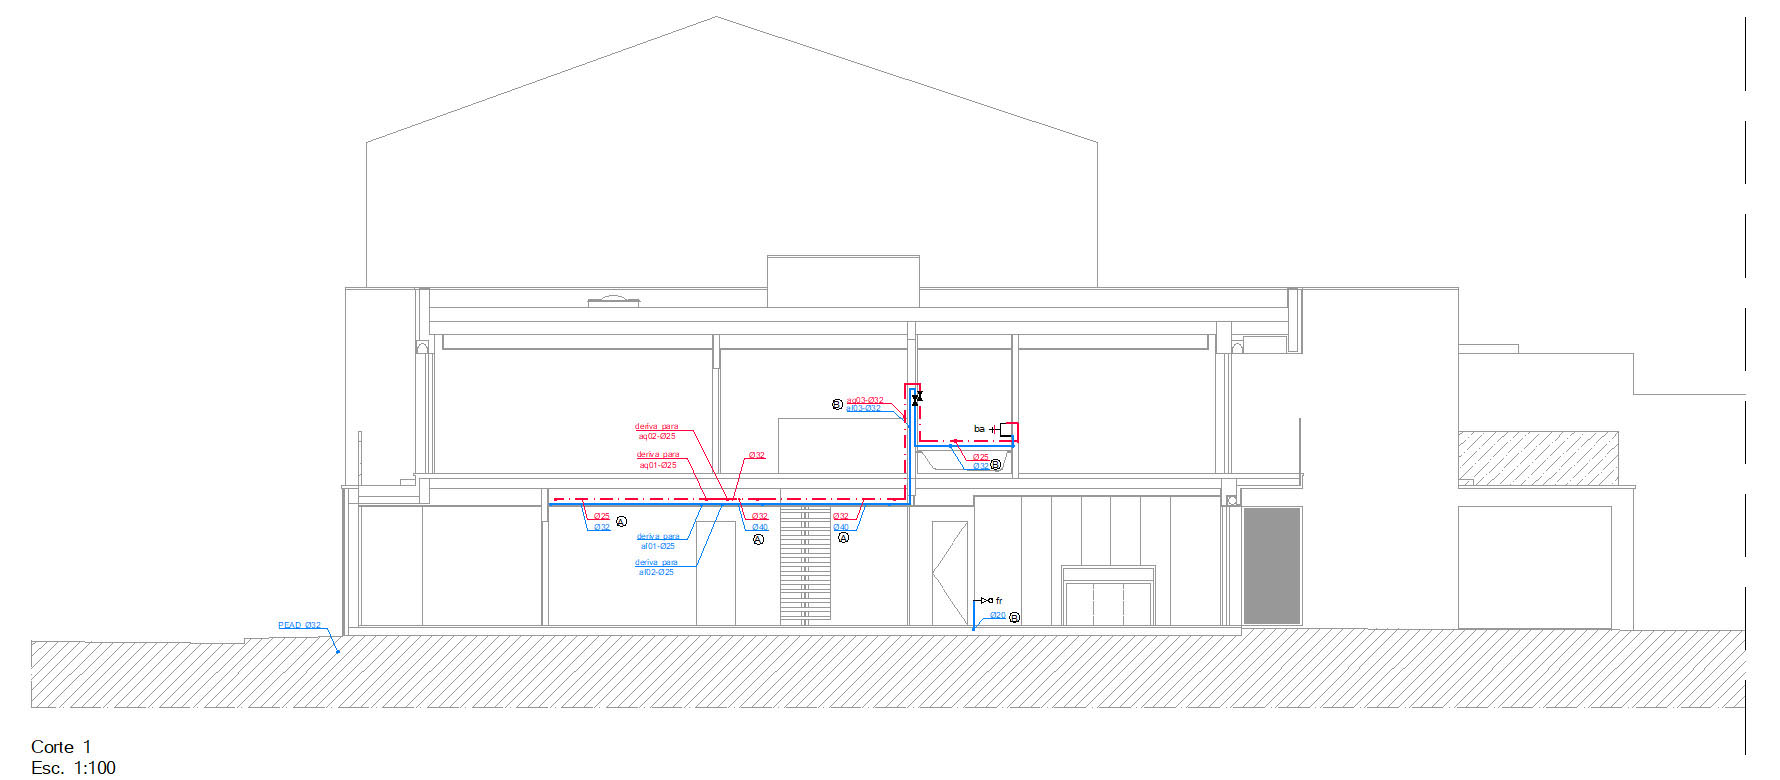 B
aq03-Ø32
af03-Ø32
deriva para
aq02-Ø25
ba
deriva para
aq01-Ø25
Ø32
Ø25
Ø32
B
Ø25
Ø32
A
Ø32
Ø40
A
Ø32
Ø40
A
deriva para
af01-Ø25
deriva para
af02-Ø25
fr
Ø20
B
PEAD Ø32
Corte 1
Esc. 1:100